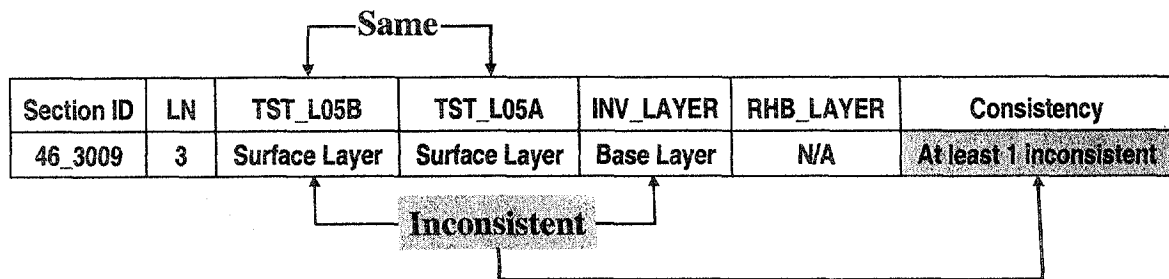 Same
Section ID LN TST_L05B TST_L05A INV_LAYER RHB_LAYER Consistency
46_3009 3 Surface Layer Surface Layer Base Layer N/A At least 1 inconsistent
Inconsistent